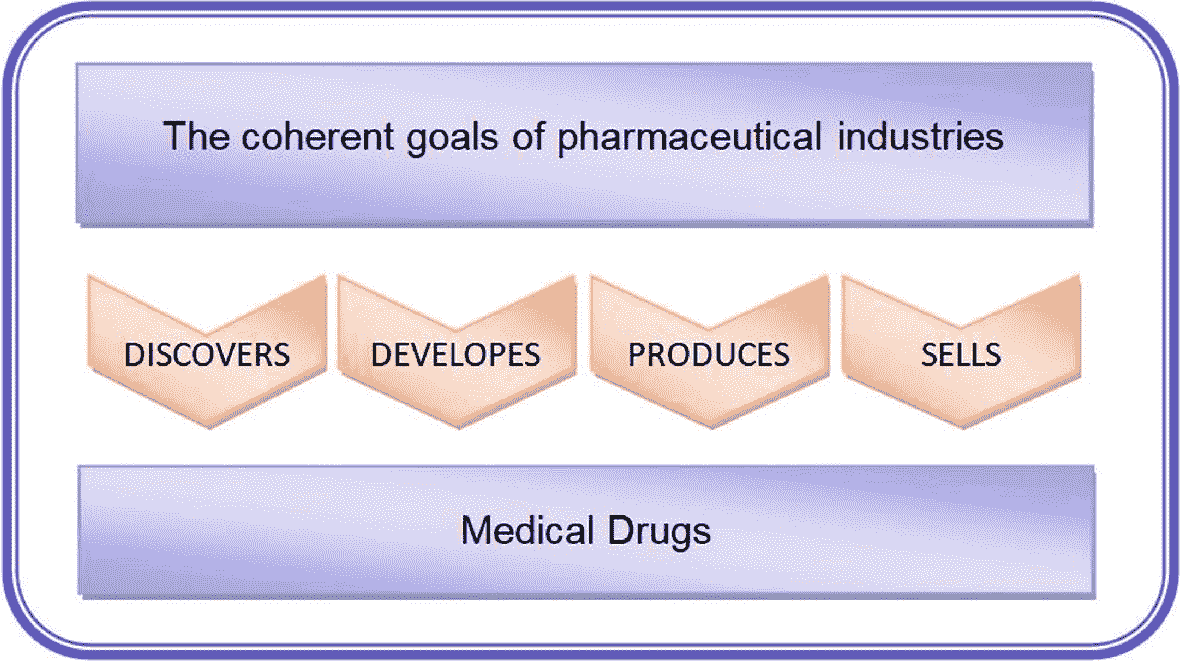 The coherent goals of pharmaceutical industries
DISCOVERS
DEVELOPES
PRODUCES
SELLS
Medical Drugs